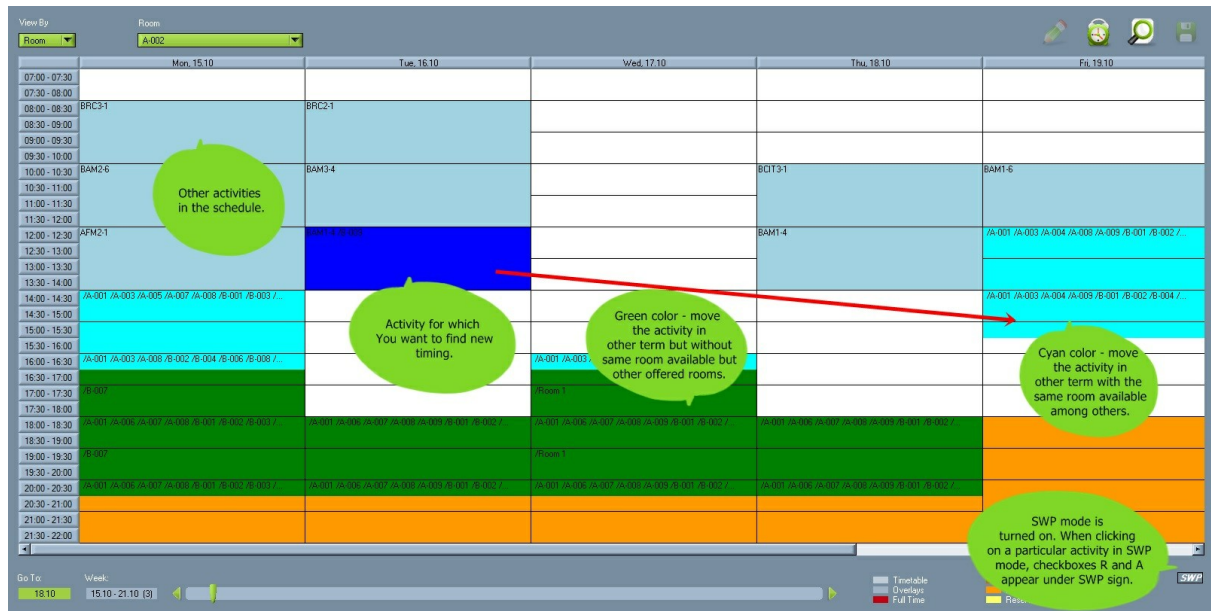 View By
Room
Room
A-002
Mon, 15.10
Tue, 16.10
Wed, 17.10
Thu, 18.10
Fri, 19.10
07:00 - 07:30
07:30 - 08:00
08:00 - 08:30
BRC3-1
BRC2-1
08:30 - 09:00
09:00 - 09:30
09:30 - 10:00
10:00 - 10:30
BAM2-6
BAM3-4
BCIT3-1
BAM1-6
10:30 - 11:00
11:00 - 11:30
11:30 - 12:00
Other activities
in the schedule.
12:00 - 12:30
AFM2-1
BAM1-4
/A-001 /A-003 /A-004 /A-008 /A-009 /B-001 /B-002 /...
12:30 - 13:00
13:00 - 13:30
13:30 - 14:00
14:00 - 14:30
/A-001 /A-003 /A-005 /A-007 /A-008 /B-001 /B-003 /...
/A-001 /A-003 /A-004 /A-009 /B-001 /B-002 /B-004 /...
14:30 - 15:00
15:00 - 15:30
15:30 - 16:00
Activity for which
You want to find new
timing.
Green color - move
the activity in
other term but without
same room available but
other offered rooms.
Cyan color - move
the activity in
other term with the
same room available
among others.
16:00 - 16:30
/A-001 /A-003 /A-008 /B-002 /B-004 /B-006 /B-008 /...
/A-001 /A-003
16:30 - 17:00
17:00 - 17:30
/B-007
/Room 1
17:30 - 18:00
18:00 - 18:30
/A-001 /A-006 /A-007 /A-008 /B-001 /B-002 /B-003 /...
/A-001 /A-006 /A-007 /A-008 /A-009 /B-001 /B-002 /...
/A-001 /A-006 /A-007 /A-008 /A-009 /B-001 /B-002 /...
/A-001 /A-006 /A-007 /A-008 /A-009 /B-001 /B-002 /...
18:30 - 19:00
19:00 - 19:30
/B-007
/Room 1
19:30 - 20:00
20:00 - 20:30
/A-001 /A-006 /A-007 /A-008 /B-001 /B-002 /B-003 /...
/A-001 /A-006 /A-007 /A-008 /A-009 /B-001 /B-002 /...
/A-001 /A-006 /A-007 /A-008 /A-009 /B-001 /B-002 /...
/A-001 /A-006 /A-007 /A-008 /A-009 /B-001 /B-002 /...
20:30 - 21:00
21:00 - 21:30
21:30 - 22:00
SWP mode is
turned on. When clicking
on a particular activity in SWP
mode, checkboxes R and A
appear under SWP sign.
Go To:
18.10
Week:
15.10 - 21.10 (3)
Timetable
Overlays
Full Time
SWP